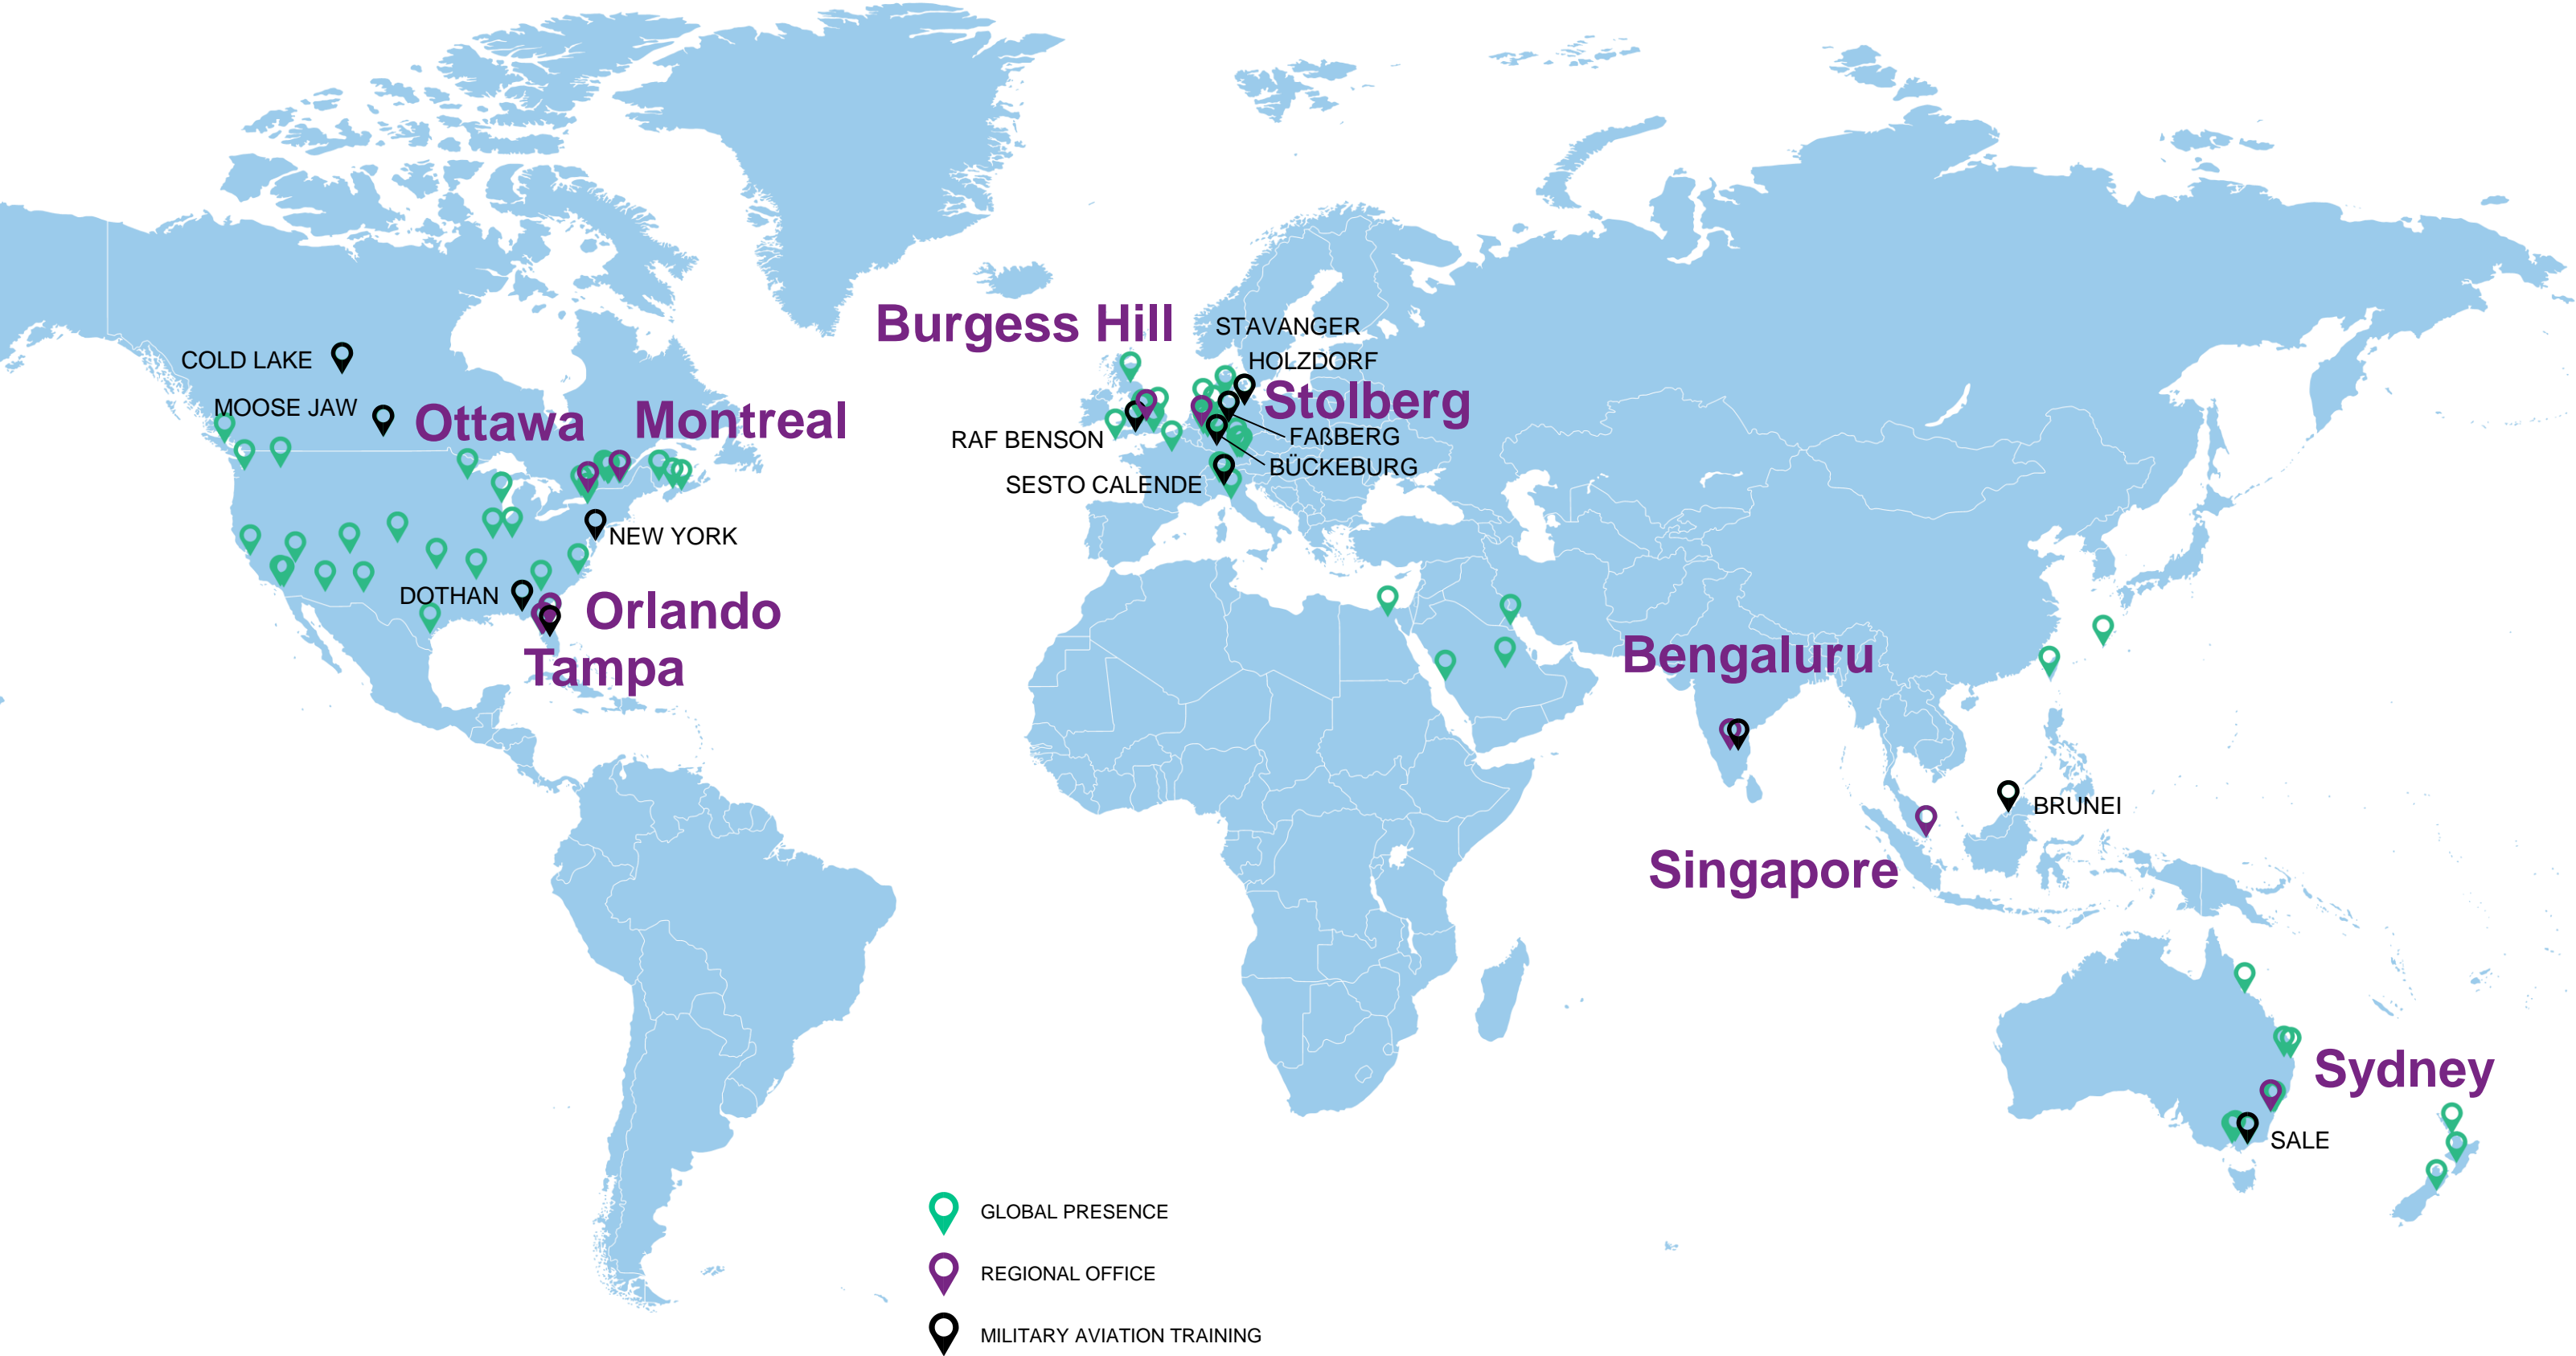 Burgess Hill
STAVANGER
HOLZDORF
COLD LAKE
MOOSE JAW
Ottawa
Montreal
Stolberg
RAF BENSON
FAßBERG
BÜCKEBURG
SESTO CALENDE
NEW YORK
DOTHAN
Orlando
Tampa
Bengaluru
BRUNEI
Singapore
Sydney
SALE
GLOBAL PRESENCE
REGIONAL OFFICE
MILITARY AVIATION TRAINING